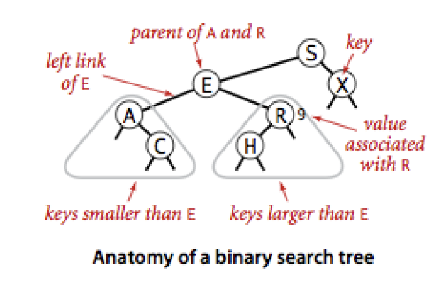 parent of A and R
S
key
left link
of E
E
X
A
R 9
value
associated
with R
C
H
keys smaller than E
keys larger than E
Anatomy of a binary search tree